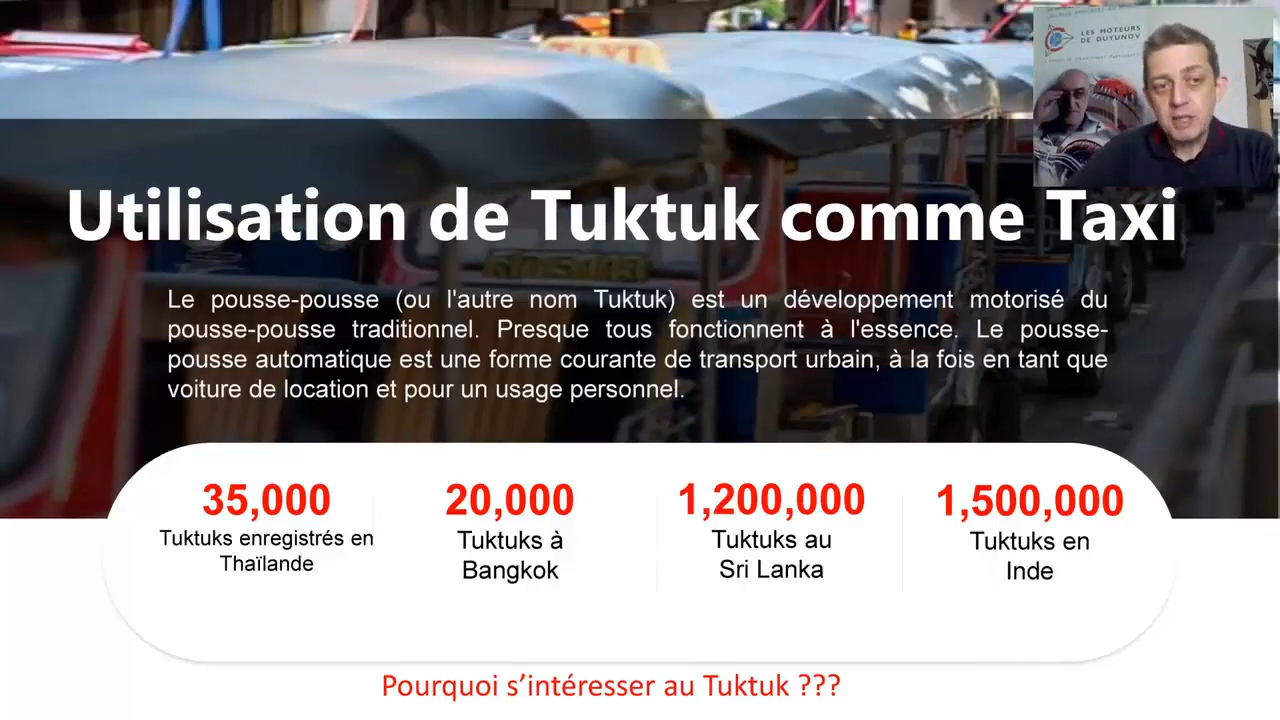 TAXI
LES MOTEURS
DE DUYUNOV
Utilisation de Tuktuk comme Taxi
Le pousse-pousse (ou l'autre nom Tuktuk) est un développement motorisé du
pousse-pousse traditionnel. Presque tous fonctionnent à l'essence. Le pousse-
pousse automatique est une forme courante de transport urbain, à la fois en tant que
voiture de location et pour un usage personnel.
35,000
Tuktuks enregistrés en
Thaïlande
20,000
Tuktuks à
Bangkok
1,200,000
Tuktuks au
Sri Lanka
1,500,000
Tuktuks en
Inde
Pourquoi s’intéresser au Tuktuk ???